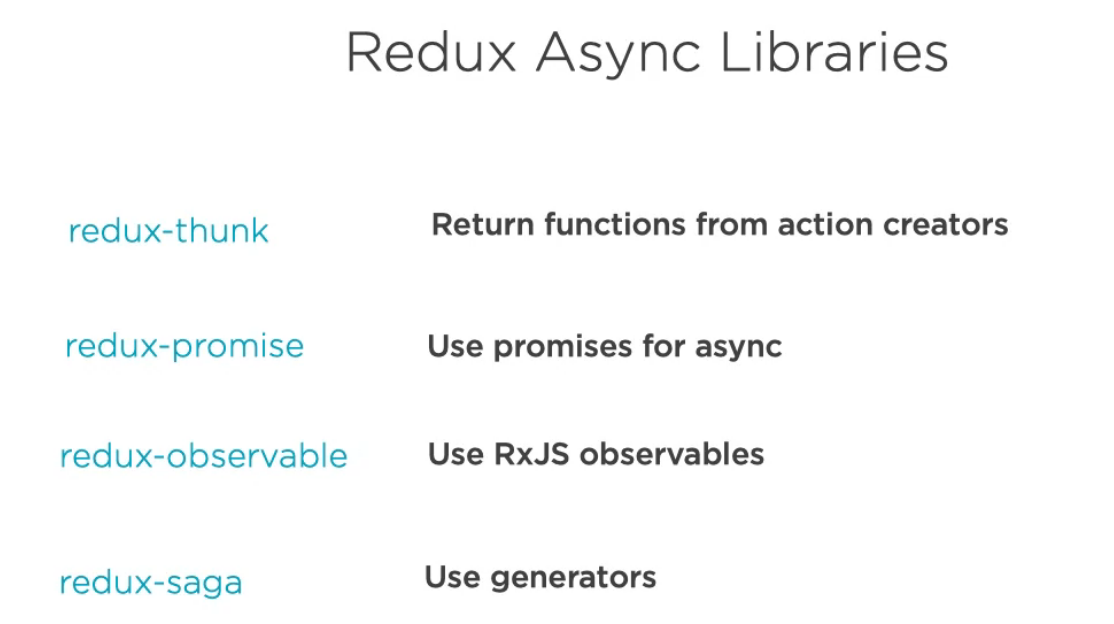 Redux Async Libraries
redux-thunk Return functions from action creators
redux-promise Use promises for async
redux-observable Use RxJS observables
redux-saga Use generators